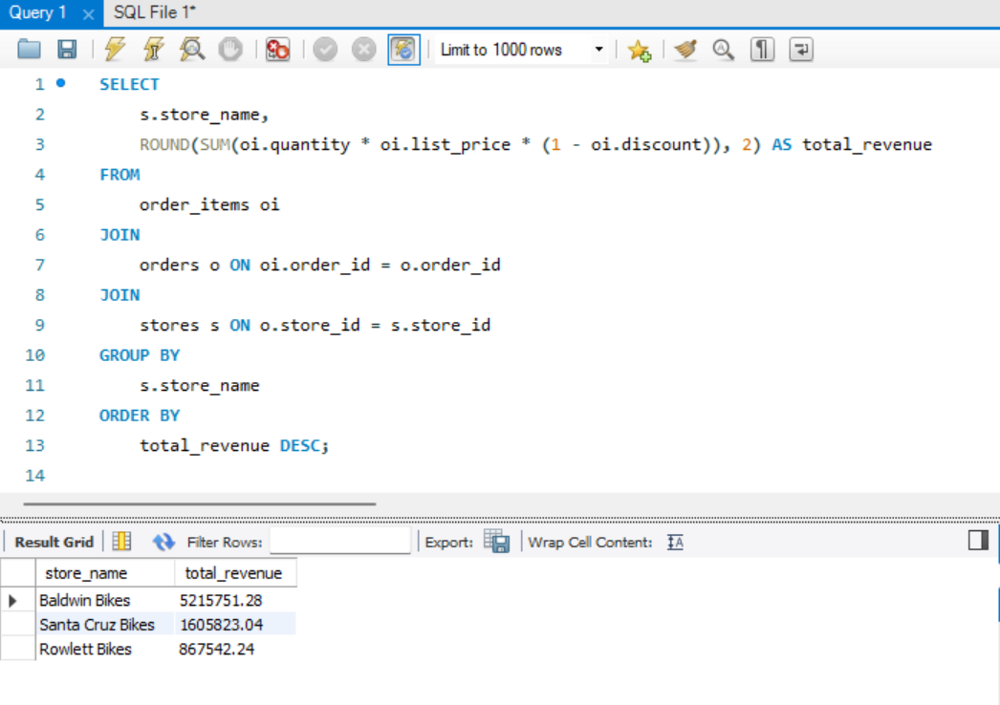 Query 1 × SQL File 1*
Limit to 1000 rows
1 SELECT
2 s.store_name,
3 ROUND(SUM(oi.quantity * oi.list_price * (1 - oi.discount)), 2) AS total_revenue
4 FROM
5 order_items oi
6 JOIN
7 orders o ON oi.order_id = o.order_id
8 JOIN
9 stores s ON o.store_id = s.store_id
10 GROUP BY
11 s.store_name
12 ORDER BY
13 total_revenue DESC;
14
Result Grid Filter Rows: Export: Wrap Cell Content:
store_name total_revenue
Baldwin Bikes 5215751.28
Santa Cruz Bikes 1605823.04
Rowlett Bikes 867542.24